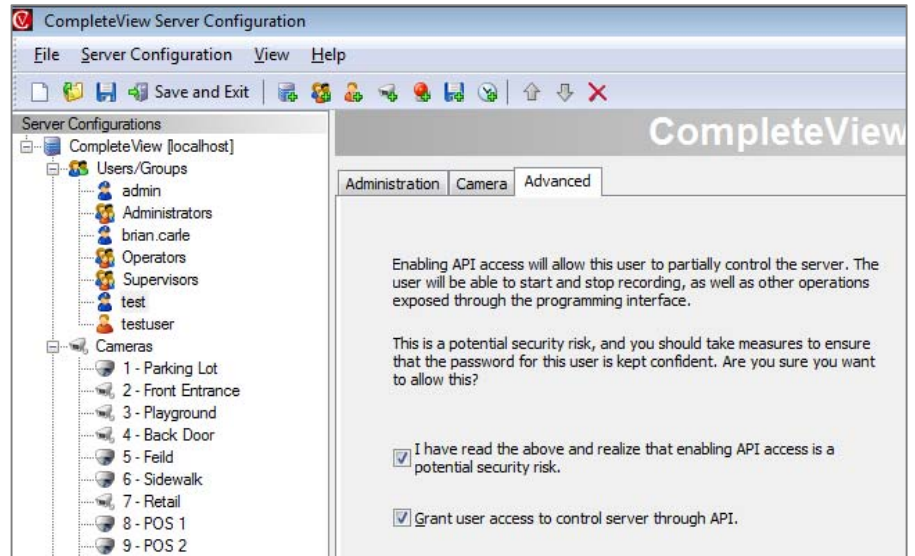 CompleteView Server Configuration
File Server Configuration View Help
Save and Exit
Server Configurations
CompleteView [localhost]
Users/Groups
admin
Administrators
brian.carle
Operators
Supervisors
test
testuser
Cameras
1 - Parking Lot
2 - Front Entrance
3 - Playground
4 - Back Door
5 - Feild
6 - Sidewalk
7 - Retail
8 - POS 1
9 - POS 2
CompleteView
Administration Camera Advanced
Enabling API access will allow this user to partially control the server. The
user will be able to start and stop recording, as well as other operations
exposed through the programming interface.
This is a potential security risk, and you should take measures to ensure
that the password for this user is kept confident. Are you sure you want
to allow this?
I have read the above and realize that enabling API access is a
potential security risk.
Grant user access to control server through API.